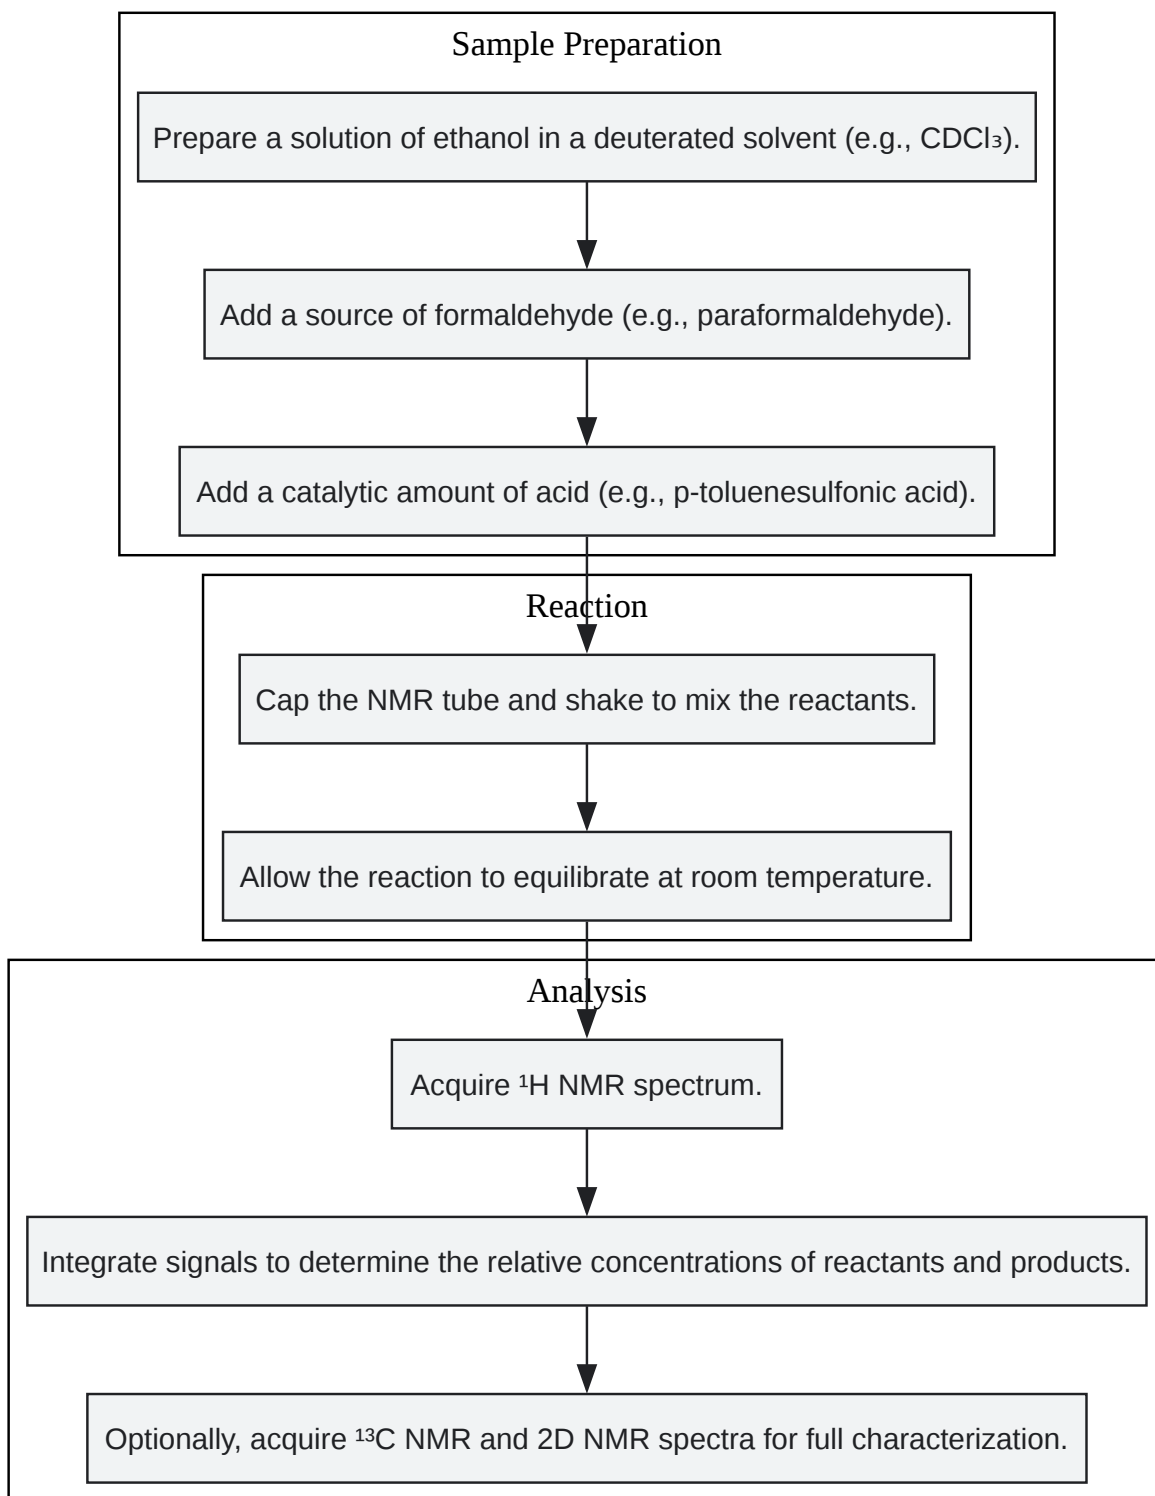 Sample Preparation
Prepare a solution of ethanol in a deuterated solvent (e.g., CDCl₃).
Add a source of formaldehyde (e.g., paraformaldehyde).
Add a catalytic amount of acid (e.g., p-toluenesulfonic acid).
Reaction
Cap the NMR tube and shake to mix the reactants.
Allow the reaction to equilibrate at room temperature.
Analysis
Acquire ¹H NMR spectrum.
Integrate signals to determine the relative concentrations of reactants and products.
Optionally, acquire ¹³C NMR and 2D NMR spectra for full characterization.